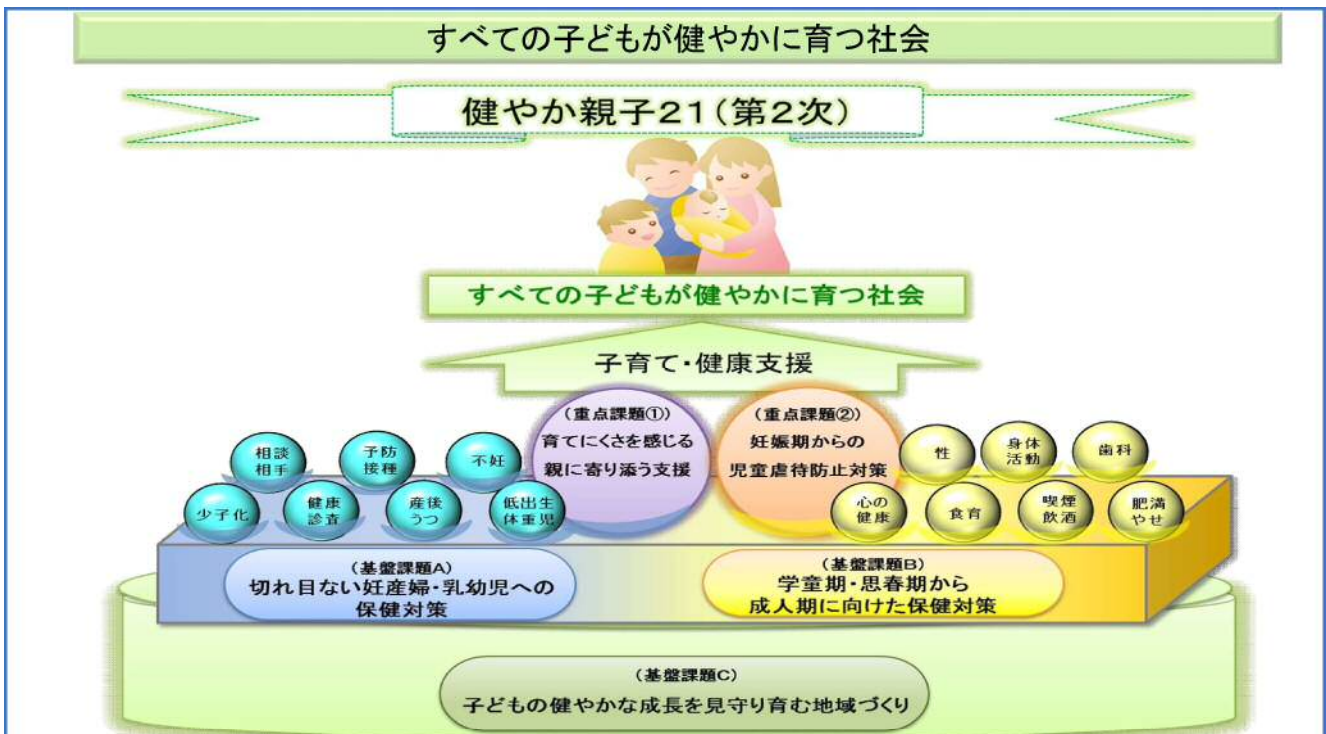 すべての子どもが健やかに育つ社会
健やか親子21(第2次)
すべての子どもが健やかに育つ社会
子育て・健康支援
(重点課題①)
育てにくさを感じる
親に寄り添う支援
(重点課題②)
妊娠期からの
児童虐待防止対策
相談
相手
予防
接種
不妊
少子化
健康
診査
産後
うつ
低出生
体重児
性
身体
活動
歯科
心の
健康
食育
喫煙
飲酒
肥満
やせ
(基盤課題A)
切れ目ない妊産婦・乳幼児への
保健対策
(基盤課題B)
学童期・思春期から
成人期に向けた保健対策
(基盤課題C)
子どもの健やかな成長を見守り育む地域づくり